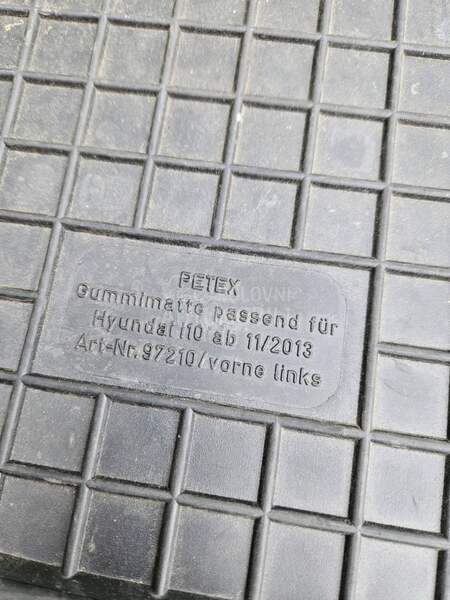 PETEX
Gummimatte passend für
Hyundai i10 ab 11/2013
Art-Nr. 97210/vorne links